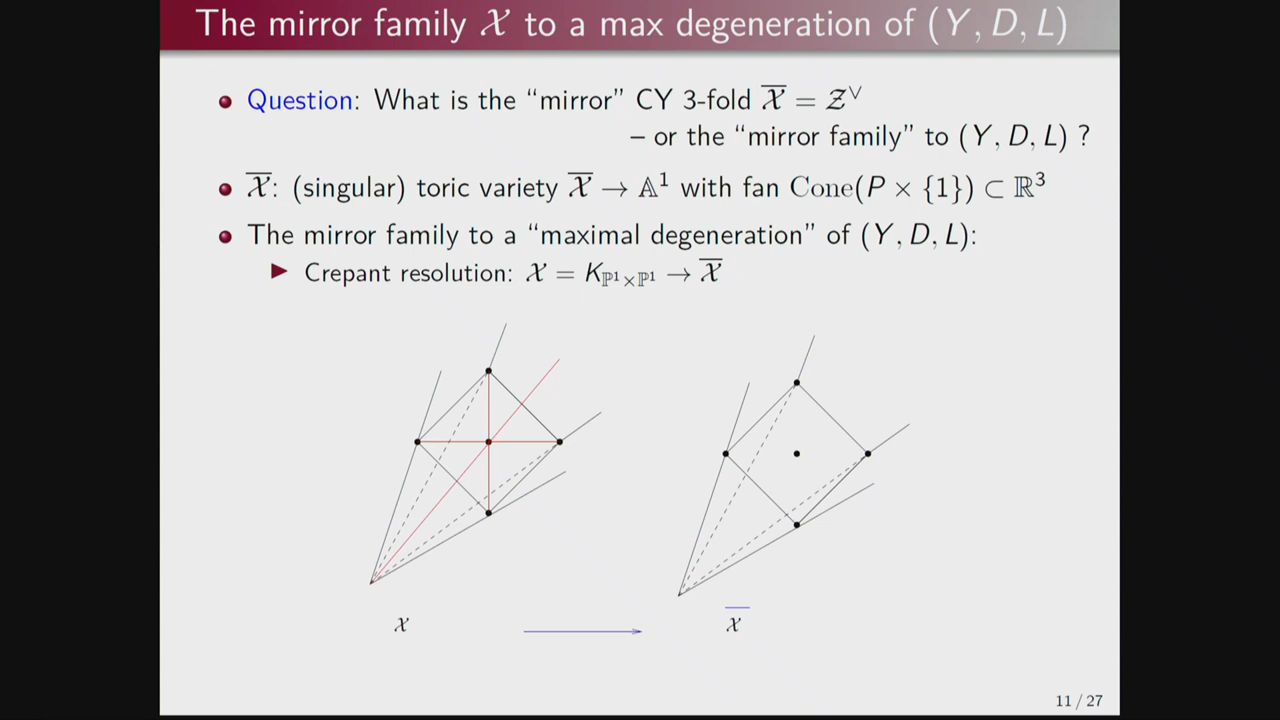 The mirror family 𝒳 to a max degeneration of (Y, D, L)
Question: What is the “mirror” CY 3-fold 𝒳̅ = 𝒵^∨
– or the “mirror family” to (Y, D, L) ?
𝒳̅: (singular) toric variety 𝒳̅ → 𝔸¹ with fan Cone(P × {1}) ⊂ ℝ³
The mirror family to a “maximal degeneration” of (Y, D, L):
Crepant resolution: 𝒳 = K_{ℙ¹×ℙ¹} → 𝒳̅
𝒳
𝒳̅
11 / 27